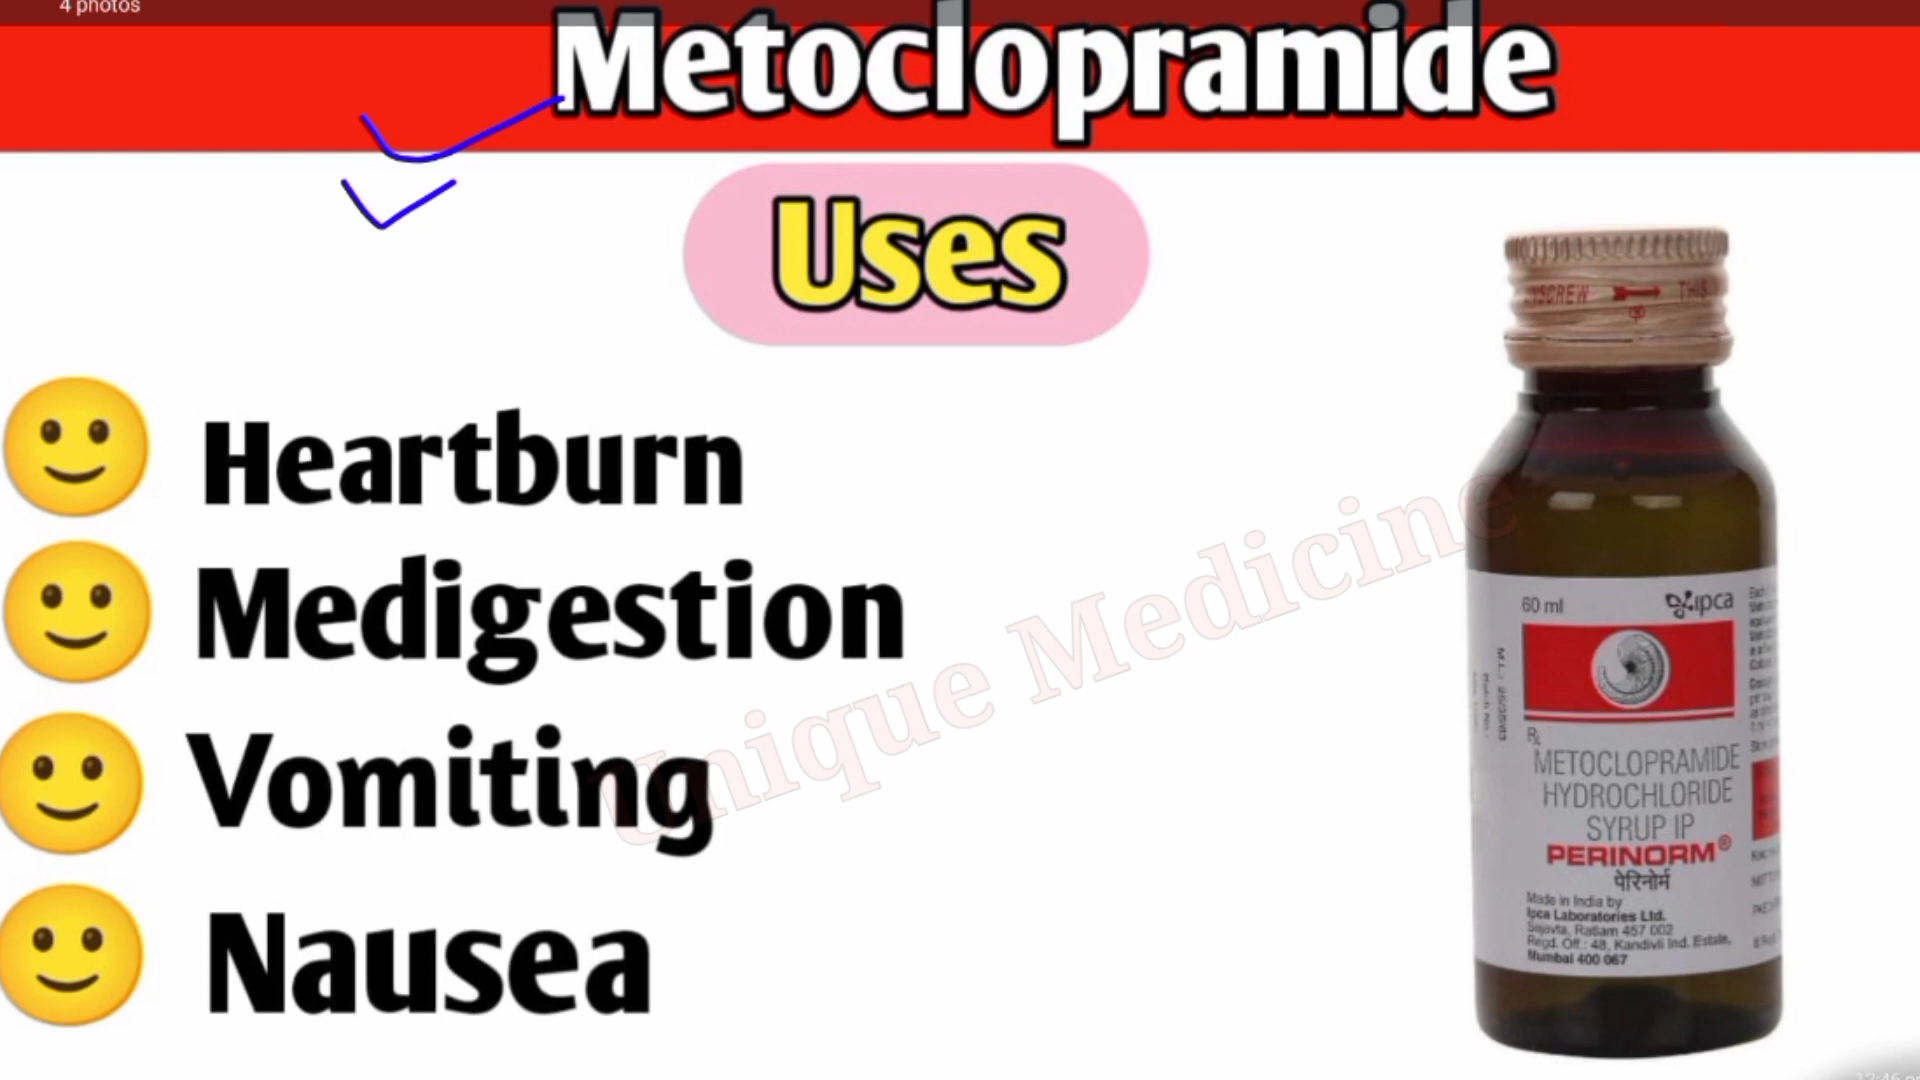 4 photos
Metoclopramide
Uses
Heartburn
Medigestion
Vomiting
Nausea
Unique Medicine
60 ml
ipca
METOCLOPRAMIDE
HYDROCHLORIDE
SYRUP IP
PERINORM®
पेरिनोर्म
Made in India by
Ipca Laboratories Ltd.
Sejavta, Ratlam 457 002
Regd. Off.: 48, Kandivli Ind. Estate,
Mumbai 400 067